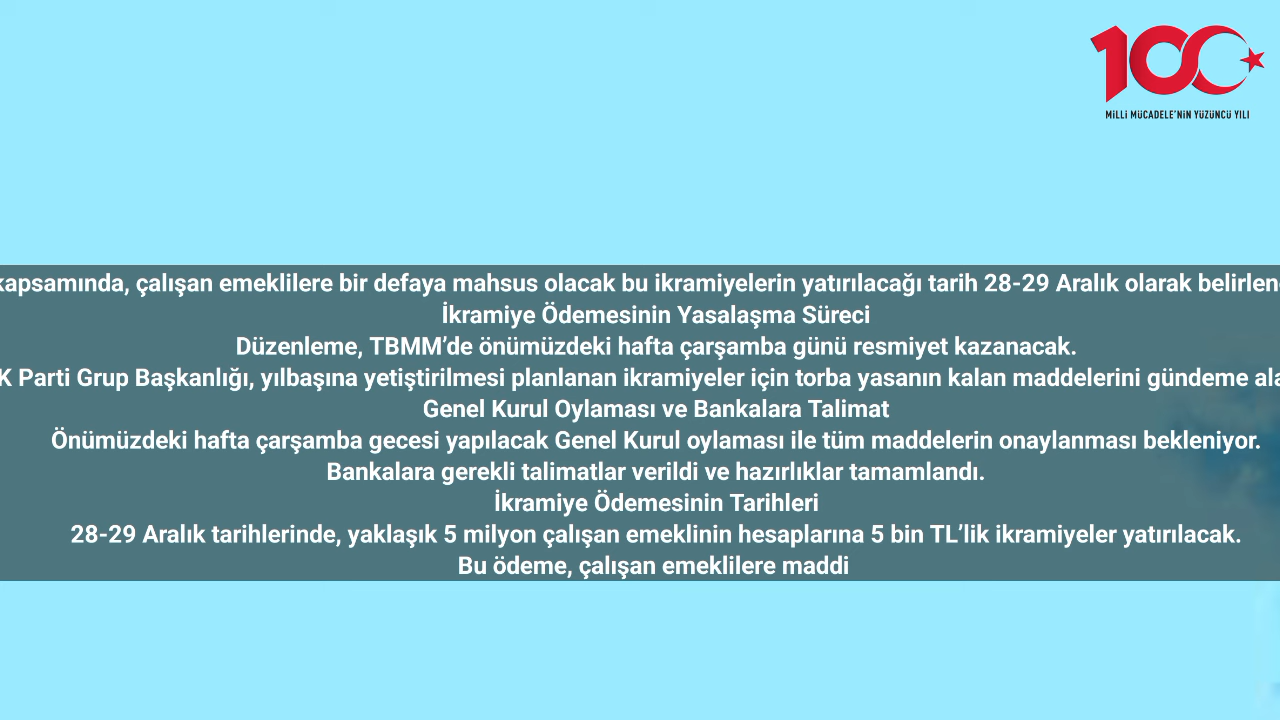 100
MİLLİ MÜCADELE'NİN YÜZÜNCÜ YILI
kapsamında, çalışan emeklilere bir defaya mahsus olacak bu ikramiyelerin yatırılacağı tarih 28-29 Aralık olarak
İkramiye Ödemesinin Yasalaşma Süreci
Düzenleme, TBMM’de önümüzdeki hafta çarşamba günü resmiyet kazanacak.
K Parti Grup Başkanlığı, yılbaşına yetiştirilmesi planlanan ikramiyeler için torba yasanın kalan maddelerini gündeme
Genel Kurul Oylaması ve Bankalara Talimat
Önümüzdeki hafta çarşamba gecesi yapılacak Genel Kurul oylaması ile tüm maddelerin onaylanması bekleniyor.
Bankalara gerekli talimatlar verildi ve hazırlıklar tamamlandı.
İkramiye Ödemesinin Tarihleri
28-29 Aralık tarihlerinde, yaklaşık 5 milyon çalışan emeklinin hesaplarına 5 bin TL’lik ikramiyeler yatırılacak.
Bu ödeme, çalışan emeklilere maddi